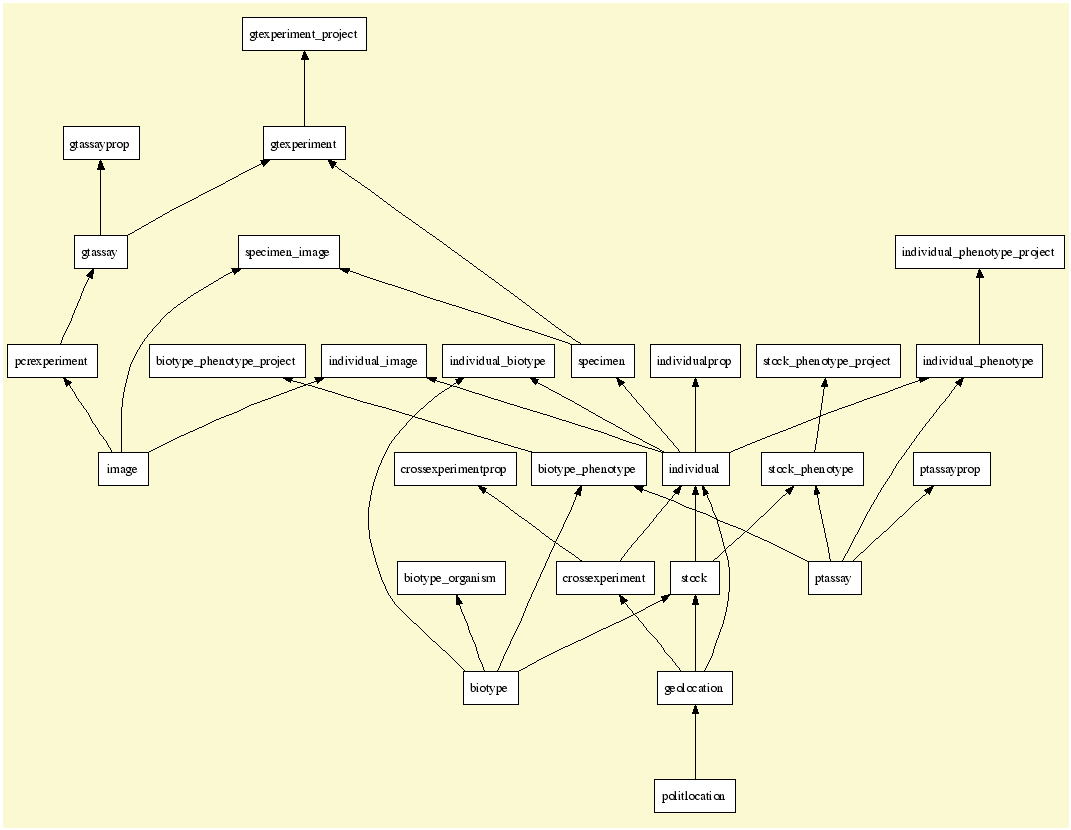 gtexperiment_project
gtassayprop
gtexperiment
gtassay
specimen_image
individual_phenotype_project
pcrexperiment
biotype_phenotype_project
individual_image
individual_biotype
specimen
individualprop
stock_phenotype_project
individual_phenotype
image
crossexperimentprop
biotype_phenotype
individual
stock_phenotype
ptassayprop
biotype_organism
crossexperiment
stock
ptassay
biotype
geolocation
politlocation